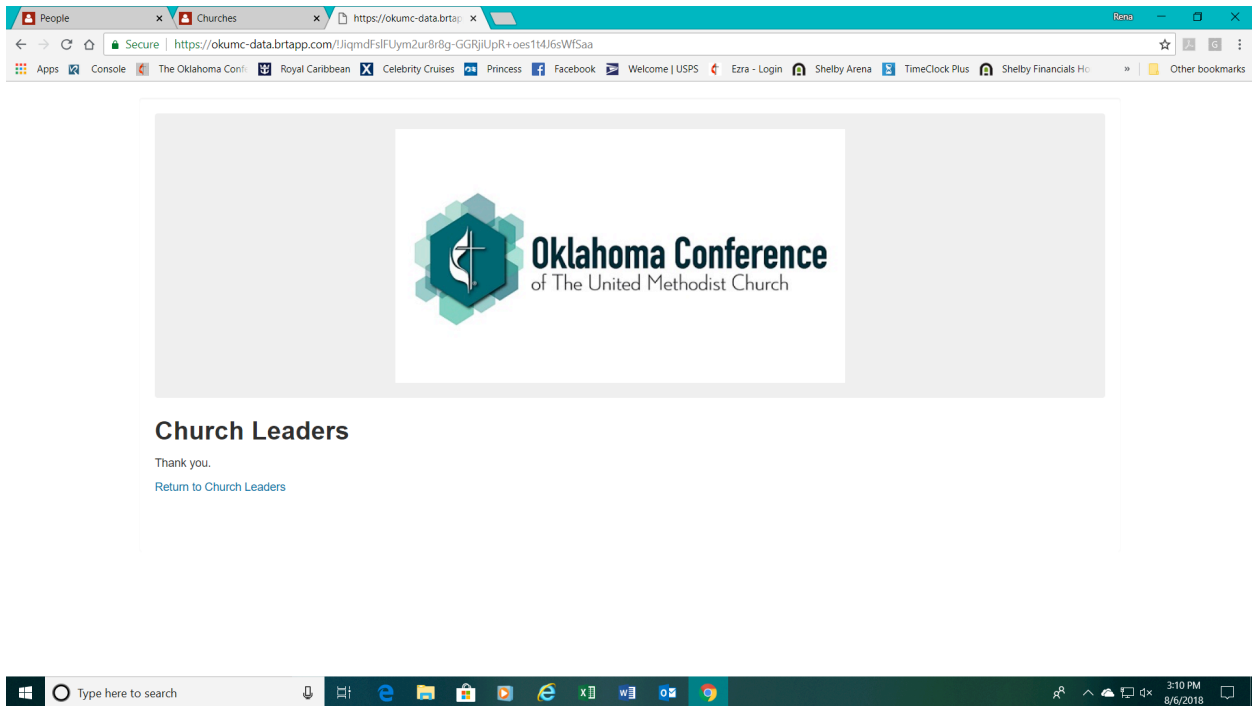 People
Churches
https://okumc-data.brtap
Rena
Secure | https://okumc-data.brtapp.com/!JiqmdFslFUym2ur8r8g-GGRjiUpR+oes1t4J6sWfSaa
Apps Console The Oklahoma Conf Royal Caribbean Celebrity Cruises Princess Facebook Welcome | USPS Ezra - Login Shelby Arena TimeClock Plus Shelby Financials Ho » Other bookmarks
Oklahoma Conference
of The United Methodist Church
Church Leaders
Thank you.
Return to Church Leaders
Type here to search
3:10 PM
8/6/2018